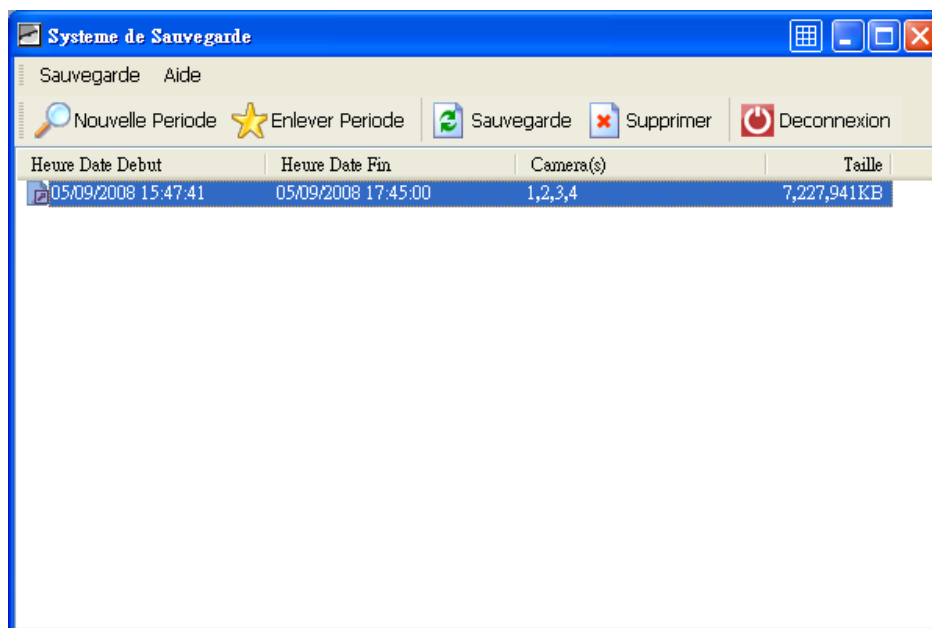 Systeme de Sauvegarde
Sauvegarde Aide
Nouvelle Periode Enlever Periode Sauvegarde Supprimer Deconnexion
Heure Date Debut Heure Date Fin Camera(s) Taille
05/09/2008 15:47:41 05/09/2008 17:45:00 1,2,3,4 7,227,941KB